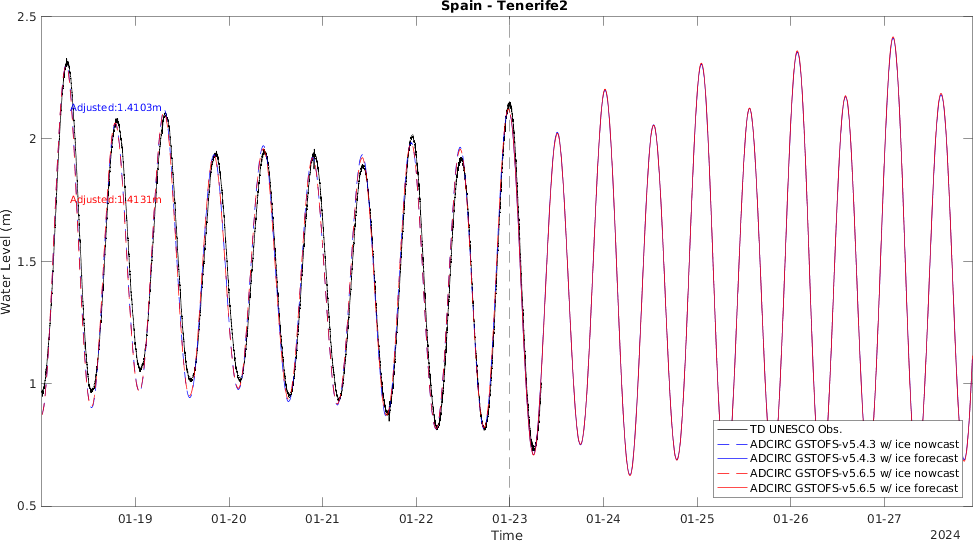 Spain - Tenerife2
2.5
2
1.5
1
0.5
Water Level (m)
Adjusted:1.4103m
Adjusted:1.4131m
TD UNESCO Obs.
ADCIRC GSTOFS-v5.4.3 w/ ice nowcast
ADCIRC GSTOFS-v5.4.3 w/ ice forecast
ADCIRC GSTOFS-v5.6.5 w/ ice nowcast
ADCIRC GSTOFS-v5.6.5 w/ ice forecast
01-19 01-20 01-21 01-22 01-23 01-24 01-25 01-26 01-27
Time
2024